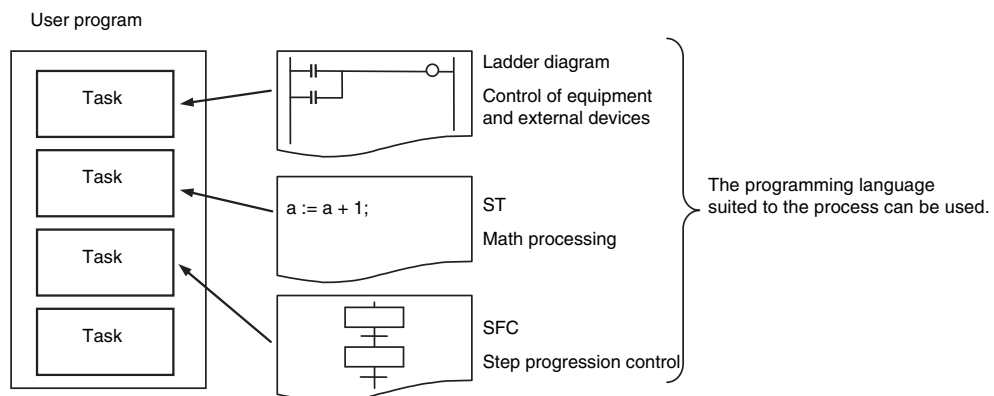 User program
Task
Task
Task
Task
Ladder diagram
Control of equipment
and external devices
a := a + 1;
ST
Math processing
SFC
Step progression control
The programming language
suited to the process can be used.